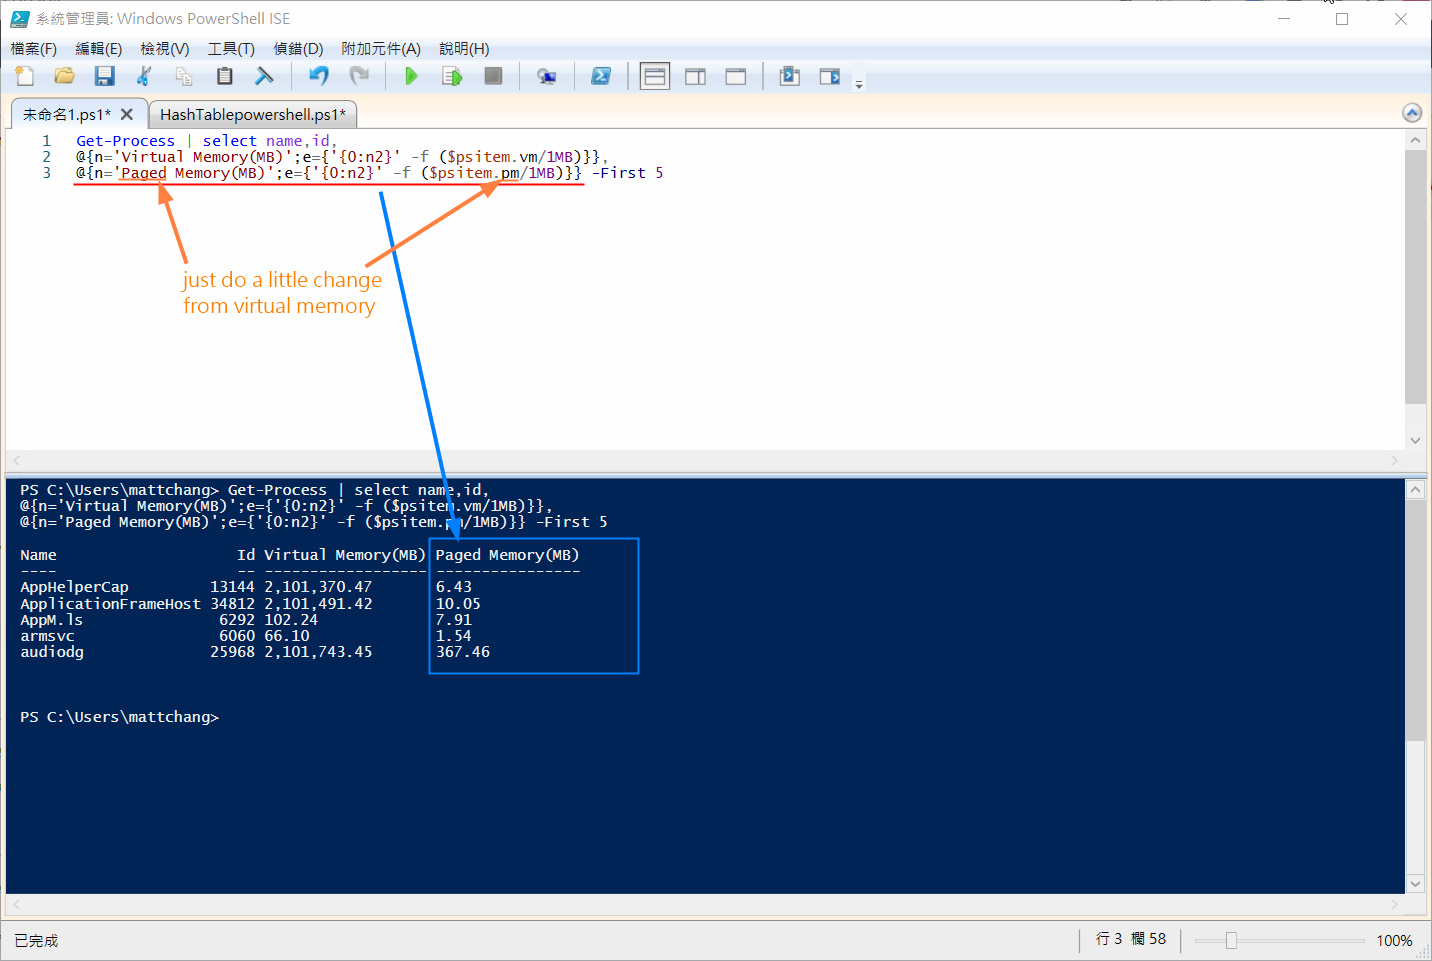 系統管理員: Windows PowerShell ISE
檔案(F) 編輯(E) 檢視(V) 工具(T) 偵錯(D) 附加元件(A) 說明(H)
未命名1.ps1* HashTablepowershell.ps1*
1 Get-Process | select name,id,
2 @{n='Virtual Memory(MB)';e={'{0:n2}' -f ($psitem.vm/1MB)}},
3 @{n='Paged Memory(MB)';e={'{0:n2}' -f ($psitem.pm/1MB)}} -First 5
just do a little change
from virtual memory
PS C:\Users\mattchang> Get-Process | select name,id,
@{n='Virtual Memory(MB)';e={'{0:n2}' -f ($psitem.vm/1MB)}},
@{n='Paged Memory(MB)';e={'{0:n2}' -f ($psitem.pm/1MB)}} -First 5
Name Id Virtual Memory(MB) Paged Memory(MB)
---- -- ------------------ ----------------
AppHelperCap 13144 2,101,370.47 6.43
ApplicationFrameHost 34812 2,101,491.42 10.05
AppM.ls 6292 102.24 7.91
armsvc 6060 66.10 1.54
audiodg 25968 2,101,743.45 367.46
PS C:\Users\mattchang>
已完成 行 3 欄 58 100%